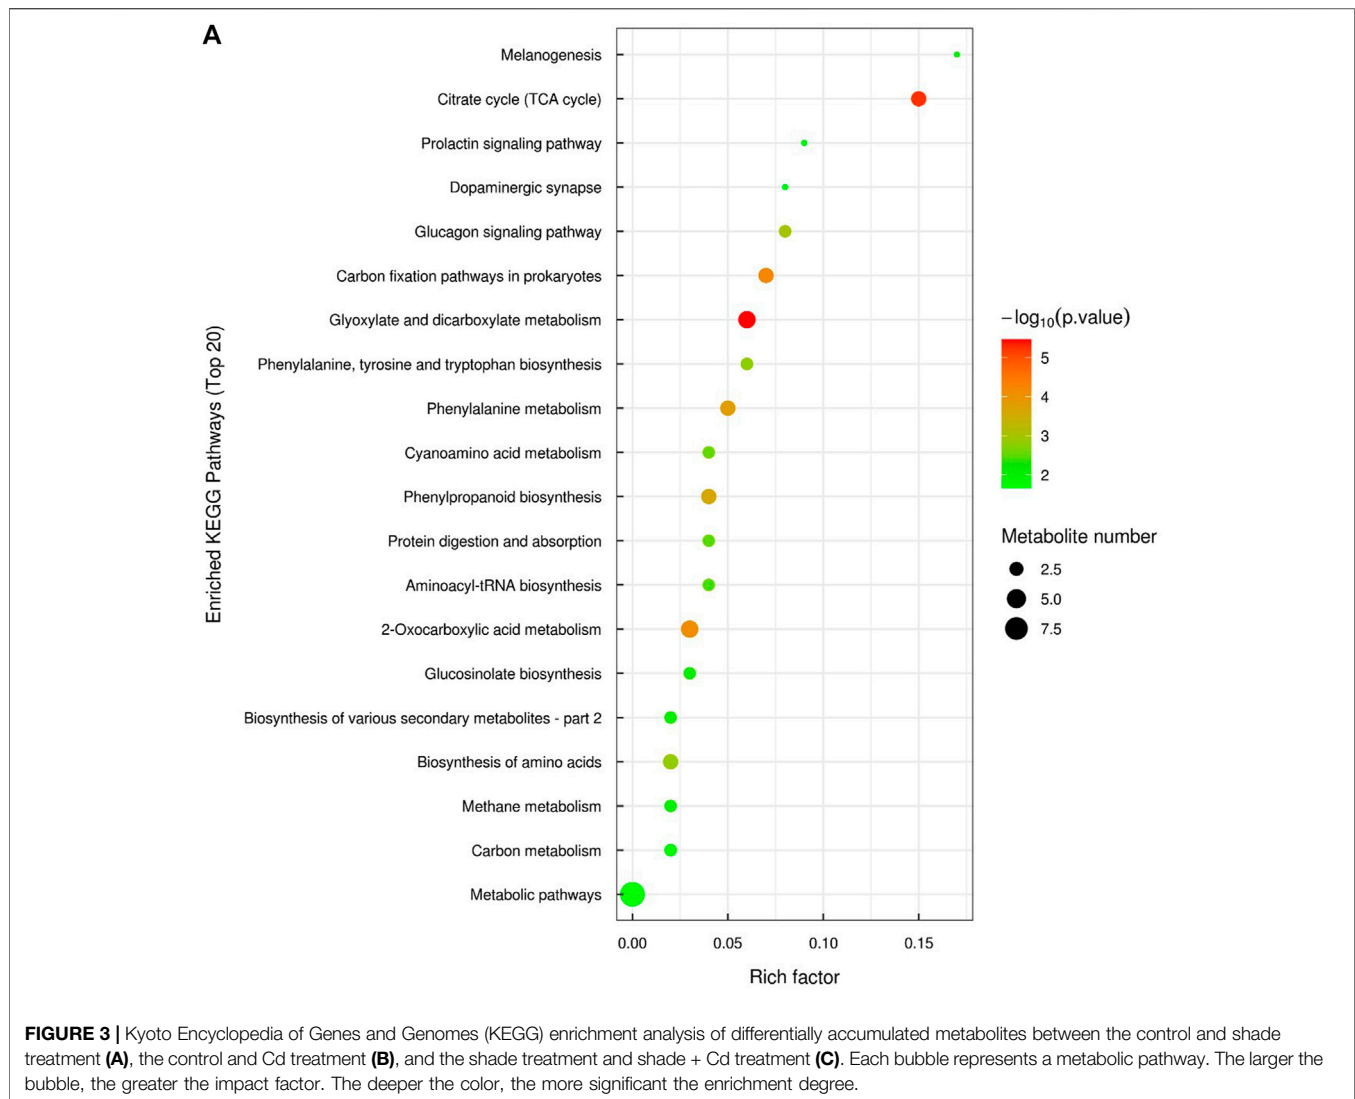 A
Melanogenesis
Citrate cycle (TCA cycle)
Prolactin signaling pathway
Dopaminergic synapse
Glucagon signaling pathway
Carbon fixation pathways in prokaryotes
Glyoxylate and dicarboxylate metabolism
Phenylalanine, tyrosine and tryptophan biosynthesis
Phenylalanine metabolism
Cyanoamino acid metabolism
Phenylpropanoid biosynthesis
Protein digestion and absorption
Aminoacyl-tRNA biosynthesis
2-Oxocarboxylic acid metabolism
Glucosinolate biosynthesis
Biosynthesis of various secondary metabolites - part 2
Biosynthesis of amino acids
Methane metabolism
Carbon metabolism
Metabolic pathways
Enriched KEGG Pathways (Top 20)
0.00 0.05 0.10 0.15
Rich factor
−log10(p.value)
5
4
3
2
Metabolite number
2.5
5.0
7.5
FIGURE 3 | Kyoto Encyclopedia of Genes and Genomes (KEGG) enrichment analysis of differentially accumulated metabolites between the control and shade
treatment (A), the control and Cd treatment (B), and the shade treatment and shade + Cd treatment (C). Each bubble represents a metabolic pathway. The larger the
bubble, the greater the impact factor. The deeper the color, the more significant the enrichment degree.